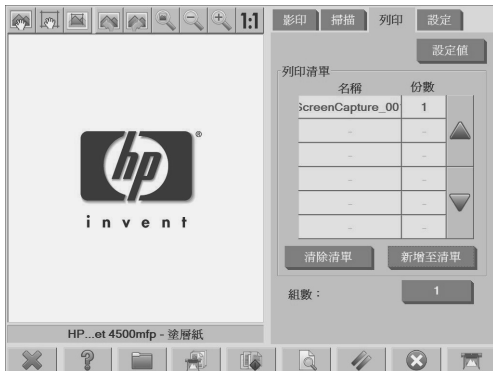 1:1
影印
掃描
列印
設定
設定值
列印清單
名稱
份數
ScreenCapture_00
1
清除清單
新增至清單
組數：
1
hp
®
invent
HP...et 4500mfp - 塗層紙